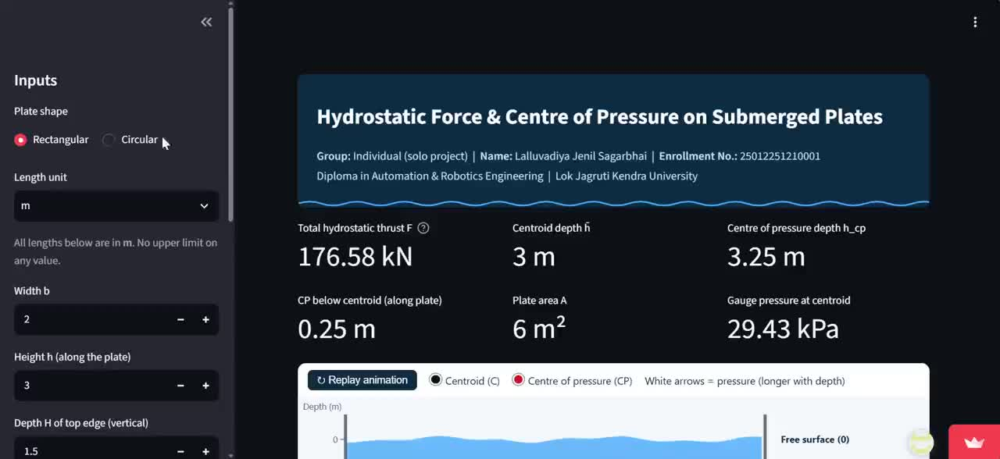 Inputs
Plate shape
Rectangular
Circular
Length unit
m
All lengths below are in m. No upper limit on
any value.
Width b
2
Height h (along the plate)
3
Depth H of top edge (vertical)
1.5
Hydrostatic Force & Centre of Pressure on Submerged Plates
Group: Individual (solo project) | Name: Lalluvadiya Jenil Sagarbhai | Enrollment No.: 25012251210001
Diploma in Automation & Robotics Engineering | Lok Jagruti Kendra University
Total hydrostatic thrust F
176.58 kN
Centroid depth h̄
3 m
Centre of pressure depth h_cp
3.25 m
CP below centroid (along plate)
0.25 m
Plate area A
6 m²
Gauge pressure at centroid
29.43 kPa
↻ Replay animation
Centroid (C)
Centre of pressure (CP)
White arrows = pressure (longer with depth)
Depth (m)
0
Free surface (0)